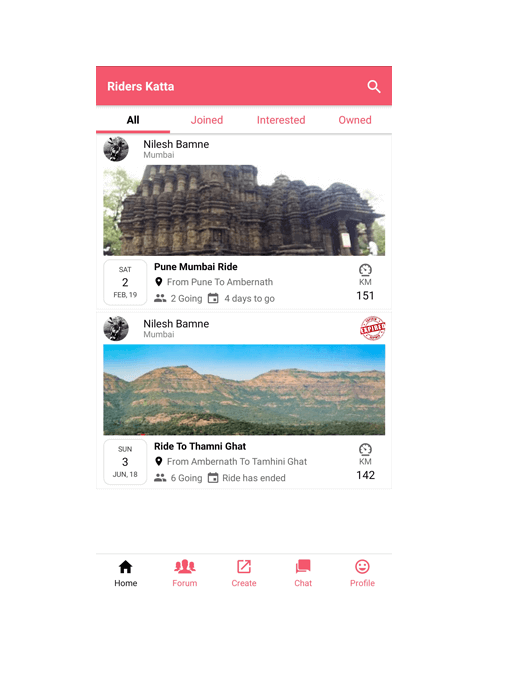 Riders Katta
All Joined Interested Owned
Nilesh Bamne
Mumbai
SAT
2
FEB, 19
Pune Mumbai Ride
From Pune To Ambernath
2 Going 4 days to go
KM
151
Nilesh Bamne
Mumbai
EXPIRED
SUN
3
JUN, 18
Ride To Thamni Ghat
From Ambernath To Tamhini Ghat
6 Going Ride has ended
KM
142
Home Forum Create Chat Profile